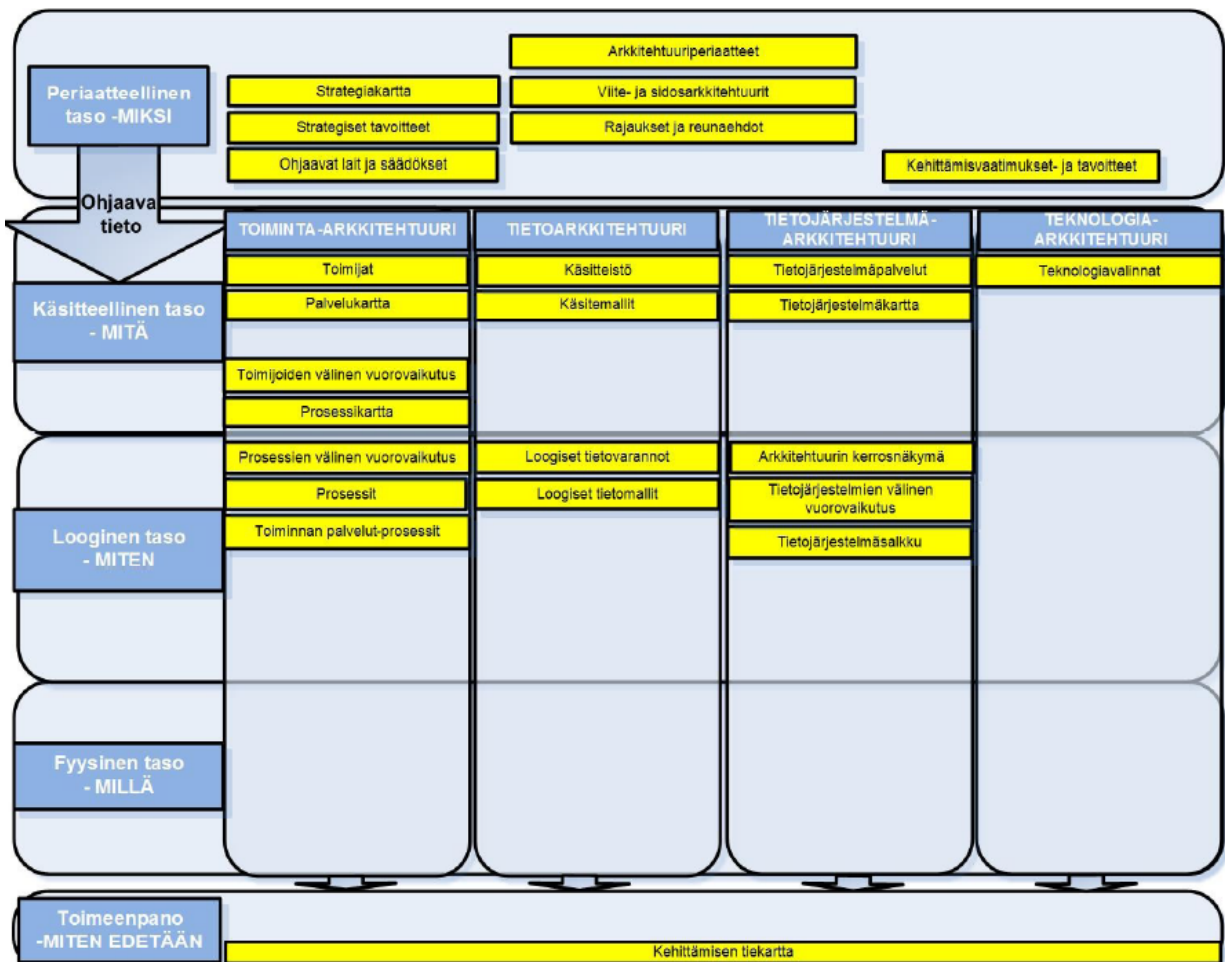 Arkkitehtuuriperiaatteet
Periaatteellinen
taso -MIKSI
Strategiakartta
Viite- ja sidosarkkitehtuurit
Strategiset tavoitteet
Rajaukset ja reunaehdot
Ohjaavat lait ja säädökset
Kehittämisvaatimukset- ja tavoitteet
Ohjaava
tieto
TOIMINTA-ARKKITEHTUURI
TIETOARKKITEHTUURI
TIETOJÄRJESTELMÄ-
ARKKITEHTUURI
TEKNOLOGIA-
ARKKITEHTUURI
Käsitteellinen taso
- MITÄ
Toimijat
Käsitteistö
Tietojärjestelmäpalvelut
Teknologiavalinnat
Palvelukartta
Käsitemallit
Tietojärjestelmäkartta
Toimijoiden välinen vuorovaikutus
Prosessikartta
Looginen taso
- MITEN
Prosessien välinen vuorovaikutus
Loogiset tietovarannot
Arkkitehtuurin kerrosnäkymä
Prosessit
Loogiset tietomallit
Tietojärjestelmien välinen
vuorovaikutus
Toiminnan palvelut-prosessit
Tietojärjestelmäsalkku
Fyysinen taso
- MILLÄ
Toimeenpano
-MITEN EDETÄÄN
Kehittämisen tiekartta